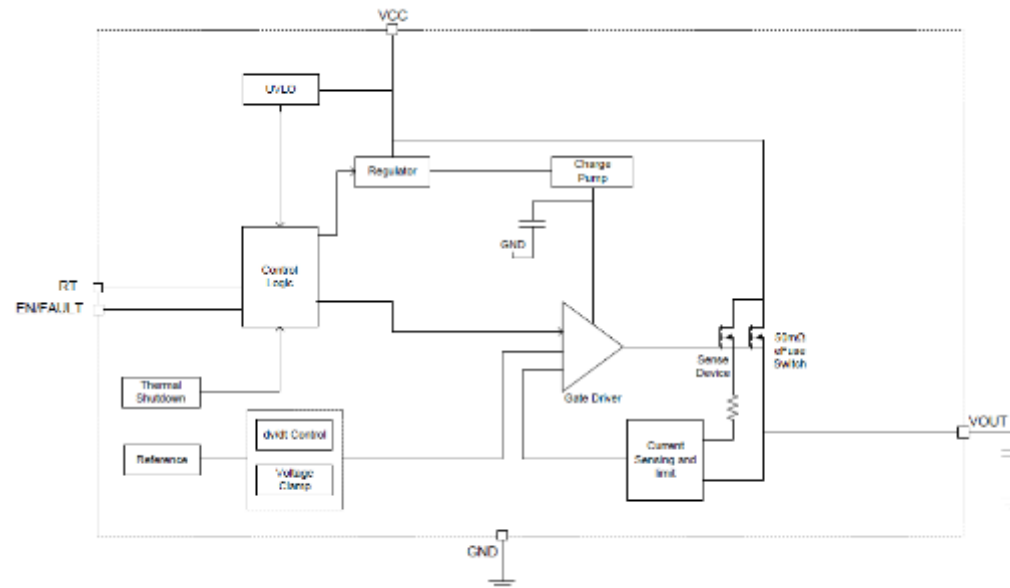 VCC
UVLO
Regulator
Charge
Pump
GND
Control
Logic
RT
EN/FAULT
50mΩ
eFuse
Switch
Sense
Device
Thermal
Shutdown
Gate Driver
VOUT
dv/dt Control
Current
Sensing and
limit
Reference
Voltage
Clamp
GND